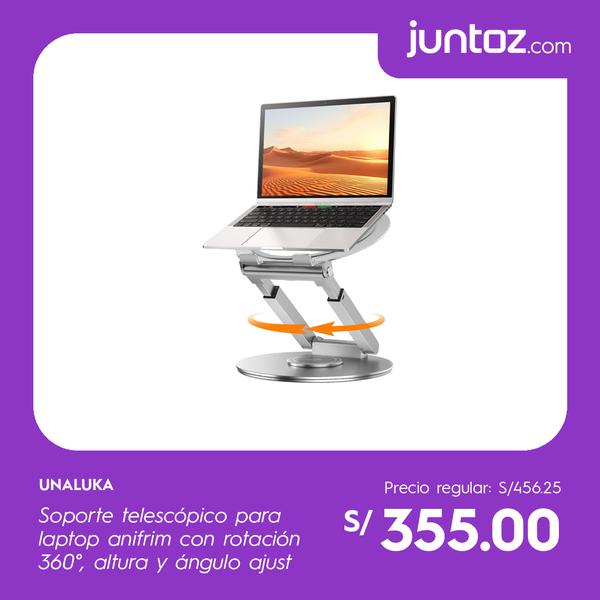 juntoz.com
UNALUKA
Soporte telescópico para
laptop anifrim con rotación
360°, altura y ángulo ajust
Precio regular: S/456.25
S/ 355.00